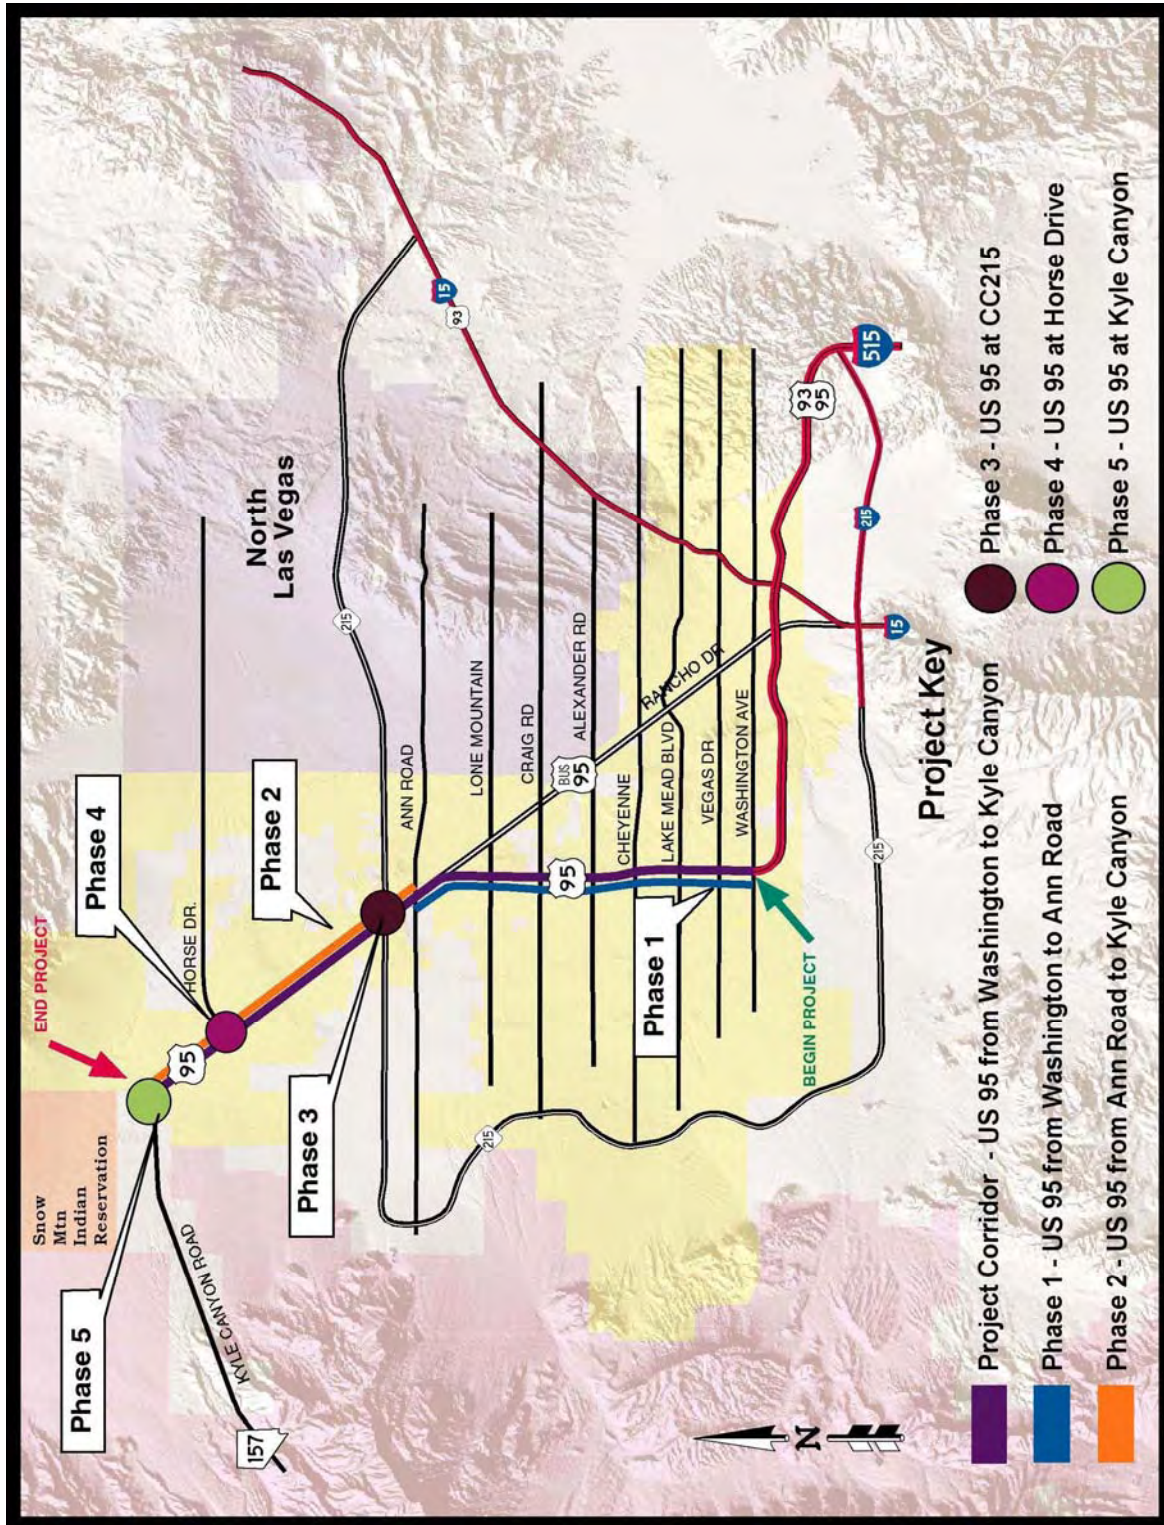 Snow
Mtn
Indian
Reservation
END PROJECT
Phase 5
Phase 4
95
HORSE DR.
157
KYLE CANYON ROAD
Phase 2
North
Las Vegas
Phase 3
215
ANN ROAD
15
93
215
LONE MOUNTAIN
CRAIG RD
BUS
95
ALEXANDER RD
95
CHEYENNE
RANCHO DR
LAKE MEAD BLVD
Phase 1
VEGAS DR
WASHINGTON AVE
BEGIN PROJECT
93
95
515
215
215
15
N
Project Key
Project Corridor - US 95 from Washington to Kyle Canyon
Phase 1 - US 95 from Washington to Ann Road
Phase 2 - US 95 from Ann Road to Kyle Canyon
Phase 3 - US 95 at CC215
Phase 4 - US 95 at Horse Drive
Phase 5 - US 95 at Kyle Canyon